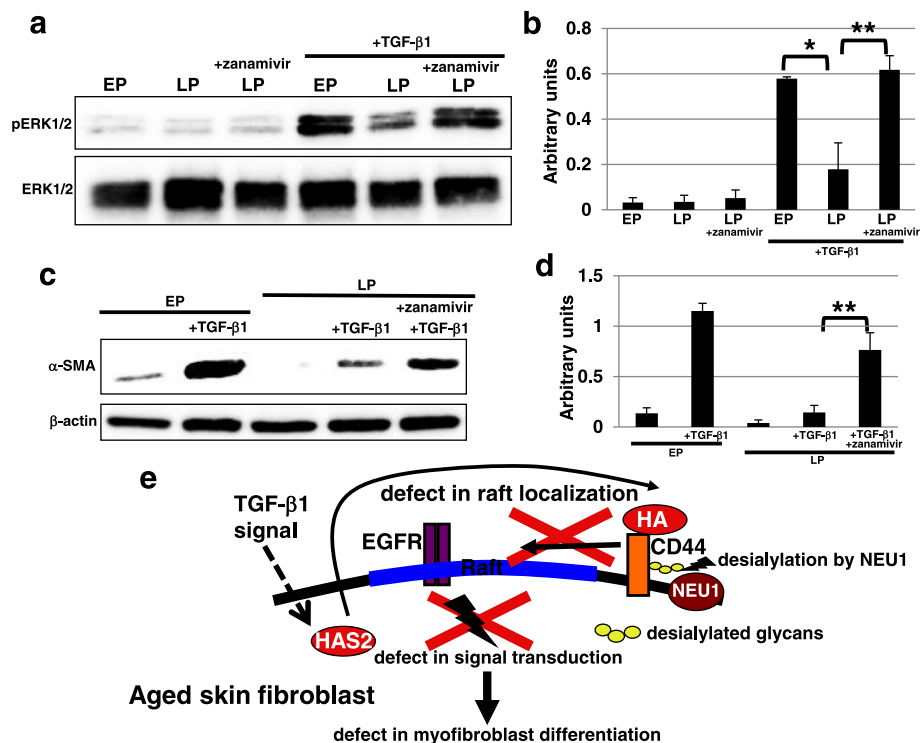 a
+TGF-β1
+zanamivir
+zanamivir
EP LP LP EP LP LP
pERK1/2
ERK1/2
b
Arbitrary units
0.8
0.6
0.4
0.2
0
* **
EP LP LP EP LP LP
+zanamivir +zanamivir
+TGF-β1
c
LP
EP +zanamivir
+TGF-β1 +TGF-β1 +TGF-β1
α-SMA
β-actin
d
Arbitrary units
1.5
1
0.5
0
**
+TGF-β1 +TGF-β1 +TGF-β1
+zanamivir
EP LP
e
TGF-β1
signal
defect in raft localization
HA
EGFR
CD44
Raft
desialylation by NEU1
NEU1
HAS2
desialylated glycans
defect in signal transduction
Aged skin fibroblast
defect in myofibroblast differentiation